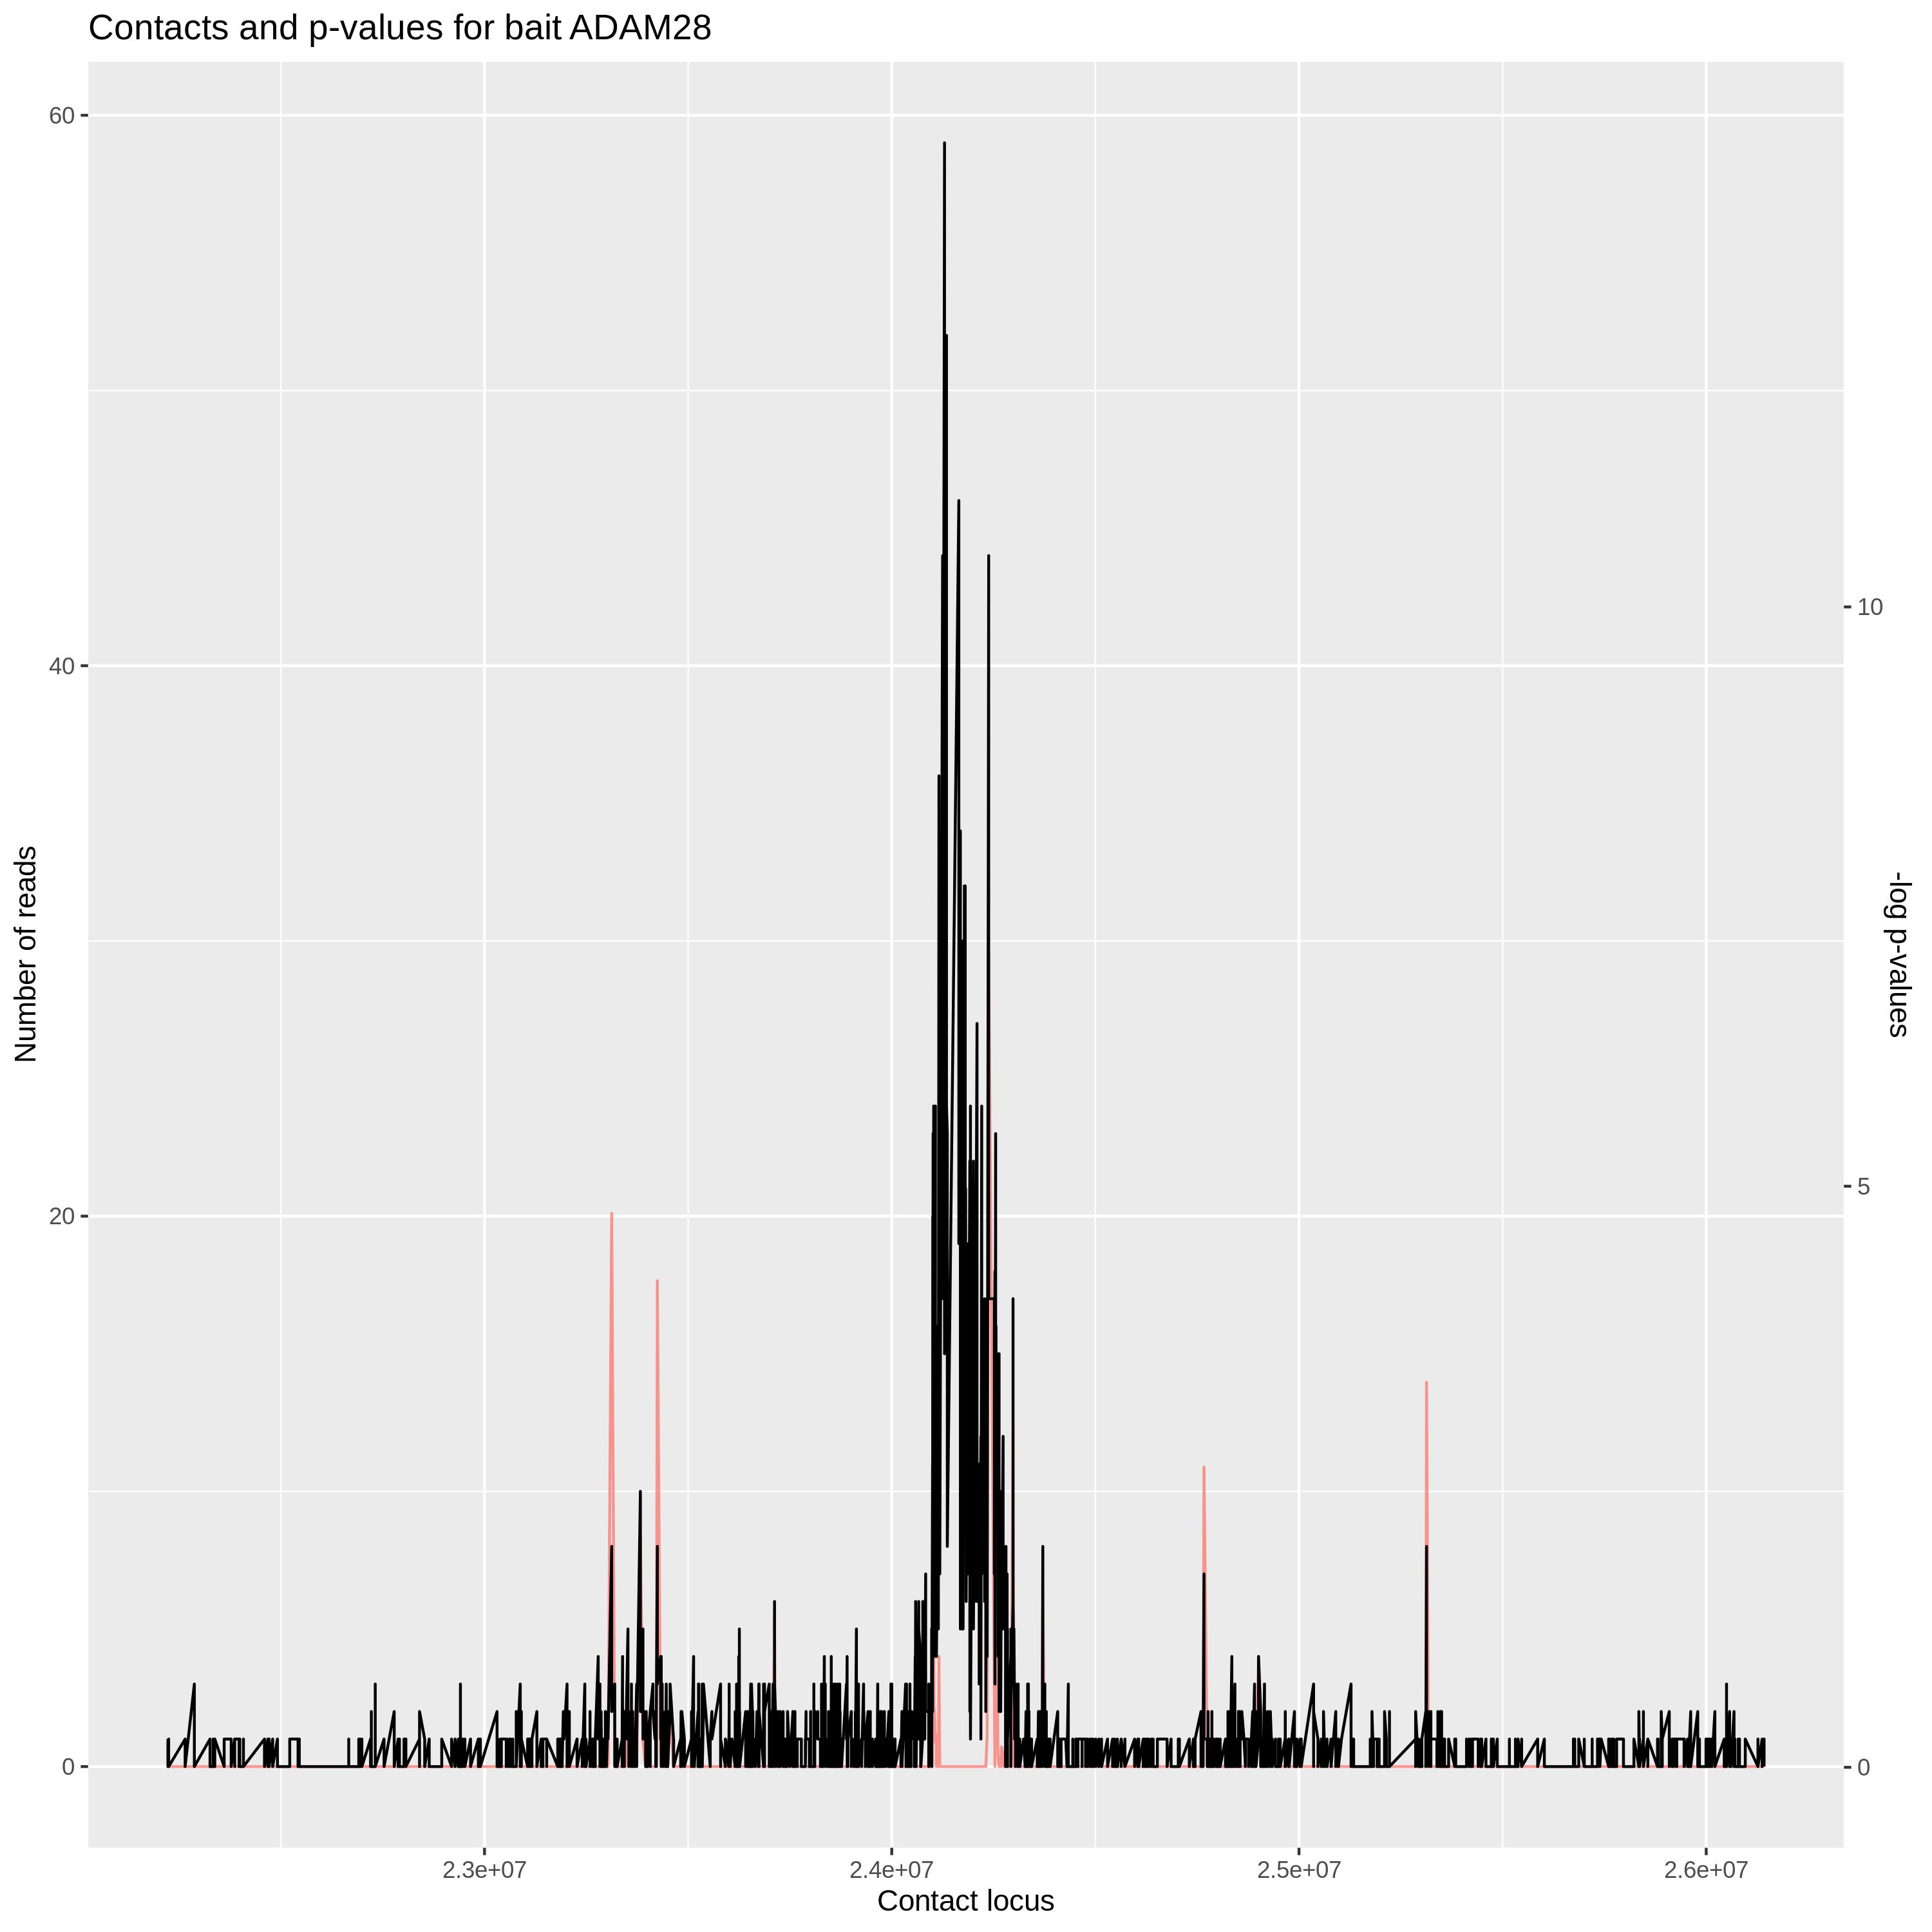 Contacts and p-values for bait ADAM28
60
40
20
0
Number of reads
10
5
0
-log p-values
2.3e+07
2.4e+07
2.5e+07
2.6e+07
Contact locus